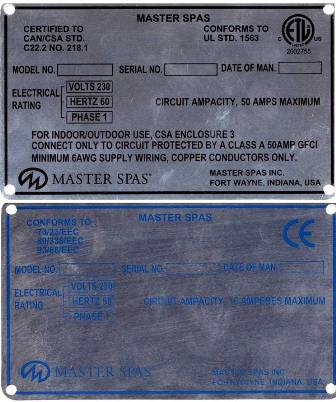 MASTER SPAS
CERTIFIED TO
CAN/CSA STD.
C22.2 NO. 218.1
CONFORMS TO
UL STD. 1563
ETL
2002755
MODEL NO. SERIAL NO. DATE OF MAN.
ELECTRICAL
RATING
VOLTS 230
HERTZ 60
PHASE 1
CIRCUIT AMPACITY, 50 AMPS MAXIMUM
FOR INDOOR/OUTDOOR USE, CSA ENCLOSURE 3
CONNECT ONLY TO CIRCUIT PROTECTED BY A CLASS A 50AMP GFCI
MINIMUM 6AWG SUPPLY WIRING, COPPER CONDUCTORS ONLY
MASTER SPAS
MASTER SPAS INC.
FORT WAYNE, INDIANA, USA
MASTER SPAS
CONFORMS TO
73/23/EEC
89/336/EEC
93/68/EEC
CE
MODEL NO SERIAL NO. DATE OF MAN.
ELECTRICAL
RATING
VOLTS 230
HERTZ 50
PHASE 1
CIRCUIT AMPACITY, 16 AMPERES MAXIMUM
MASTER SPAS
MASTER SPAS INC
FORT WAYNE, INDIANA, USA